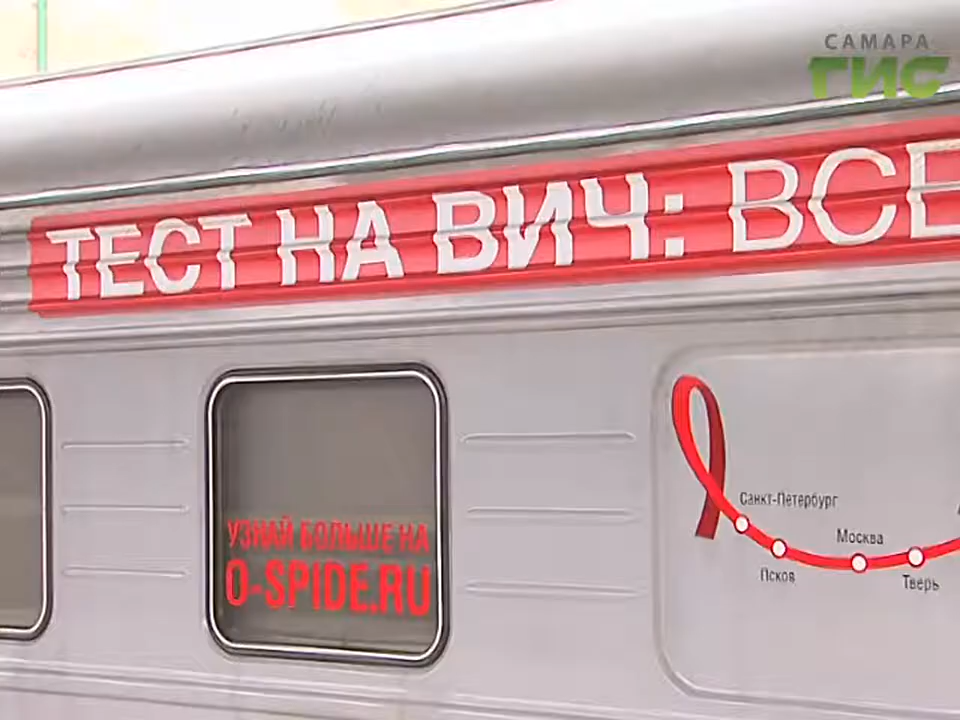 САМАРА
ГИС
ТЕСТ НА ВИЧ: ВСЕ
УЗНАЙ БОЛЬШЕ НА
O-SPIDE.RU
Санкт-Петербург
Москва
Псков
Тверь